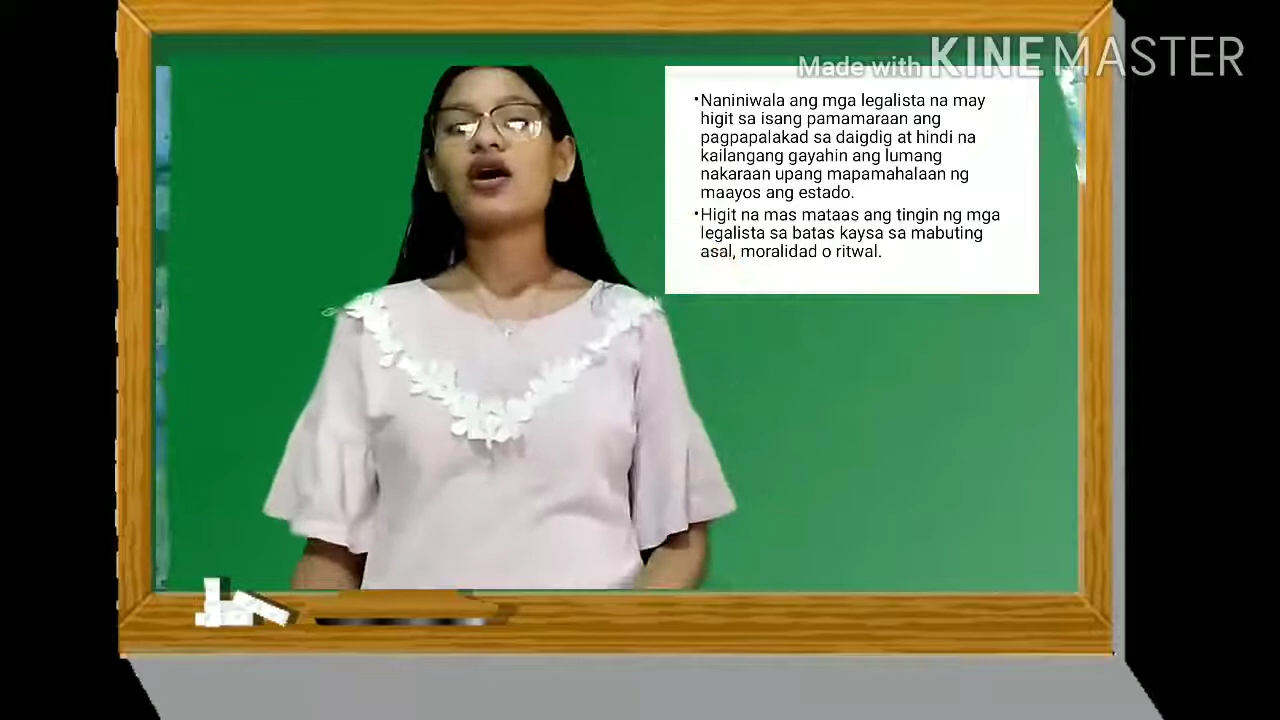 Made with KINEMASTER
•Naniniwala ang mga legalista na may
higit sa isang pamamaraan ang
pagpapalakad sa daigdig at hindi na
kailangang gayahin ang lumang
nakaraan upang mapamahalaan ng
maayos ang estado.
•Higit na mas mataas ang tingin ng mga
legalista sa batas kaysa sa mabuting
asal, moralidad o ritwal.